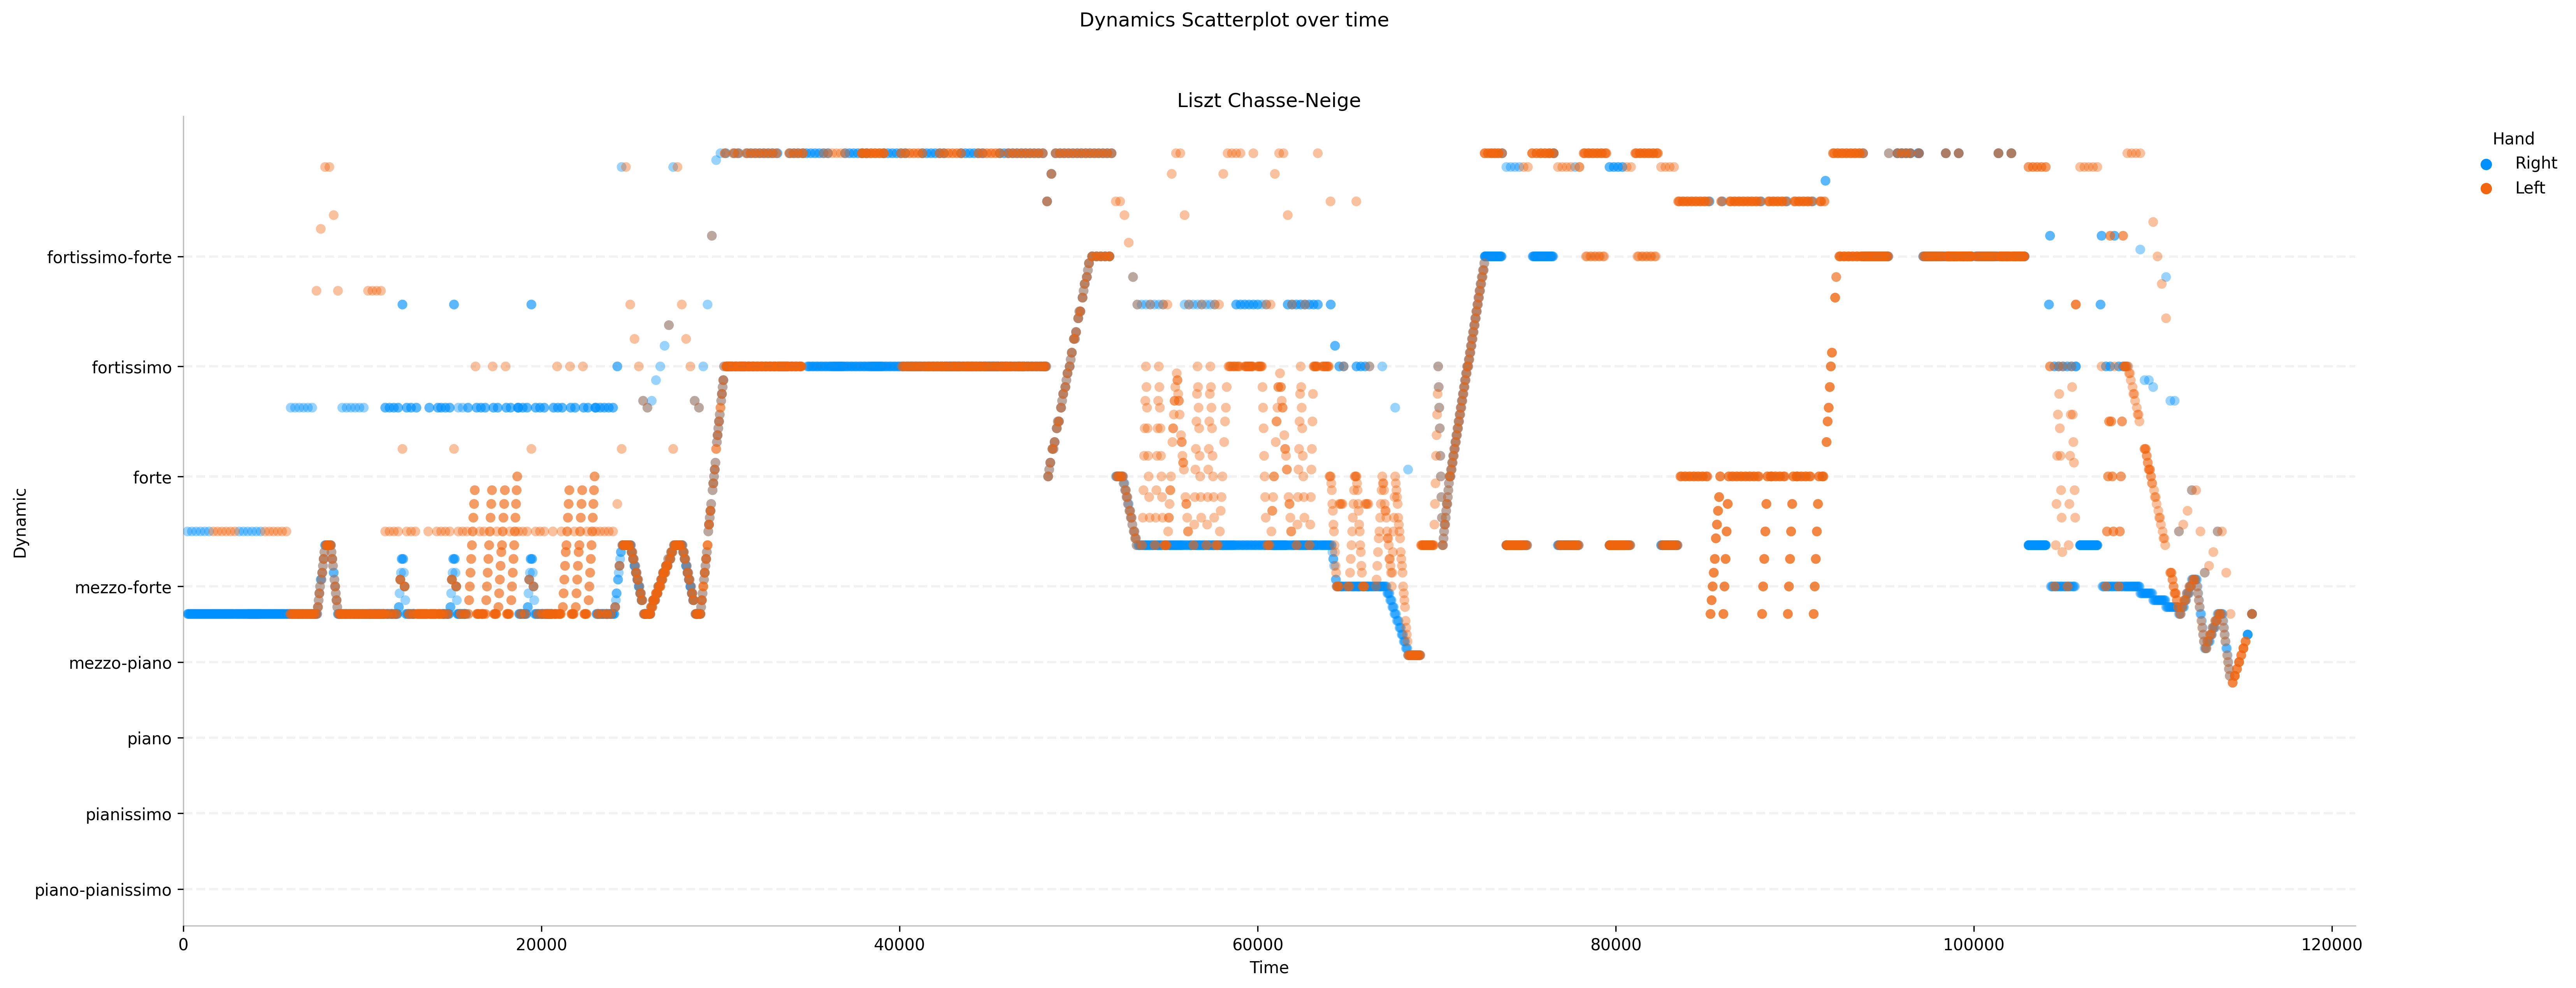 Dynamics Scatterplot over time
Liszt Chasse-Neige
Hand
Right
Left
Dynamic
fortissimo-forte
fortissimo
forte
mezzo-forte
mezzo-piano
piano
pianissimo
piano-pianissimo
0 20000 40000 60000 80000 100000 120000
Time